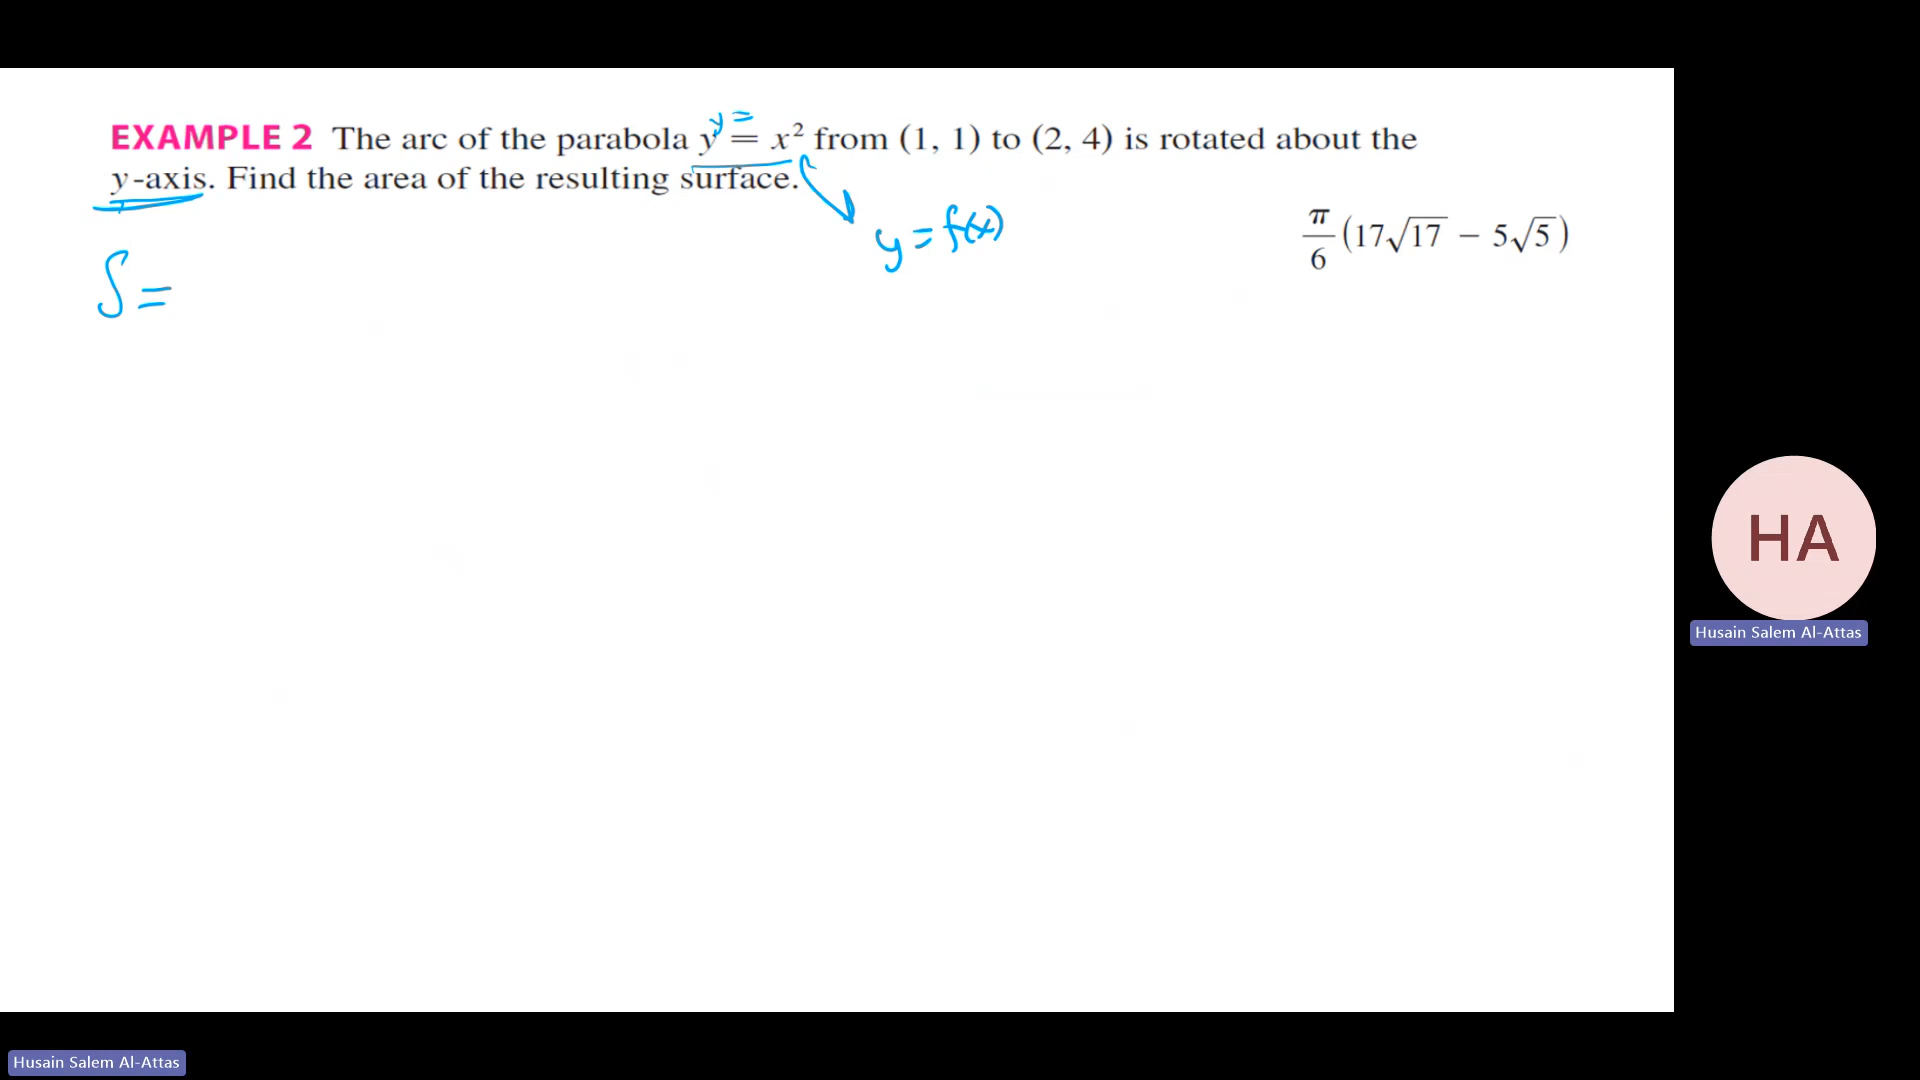 y =
EXAMPLE 2 The arc of the parabola y = x² from (1, 1) to (2, 4) is rotated about the
y-axis. Find the area of the resulting surface.
y = f(x)
π/6 (17√17 − 5√5)
S =
HA
Husain Salem Al-Attas
Husain Salem Al-Attas